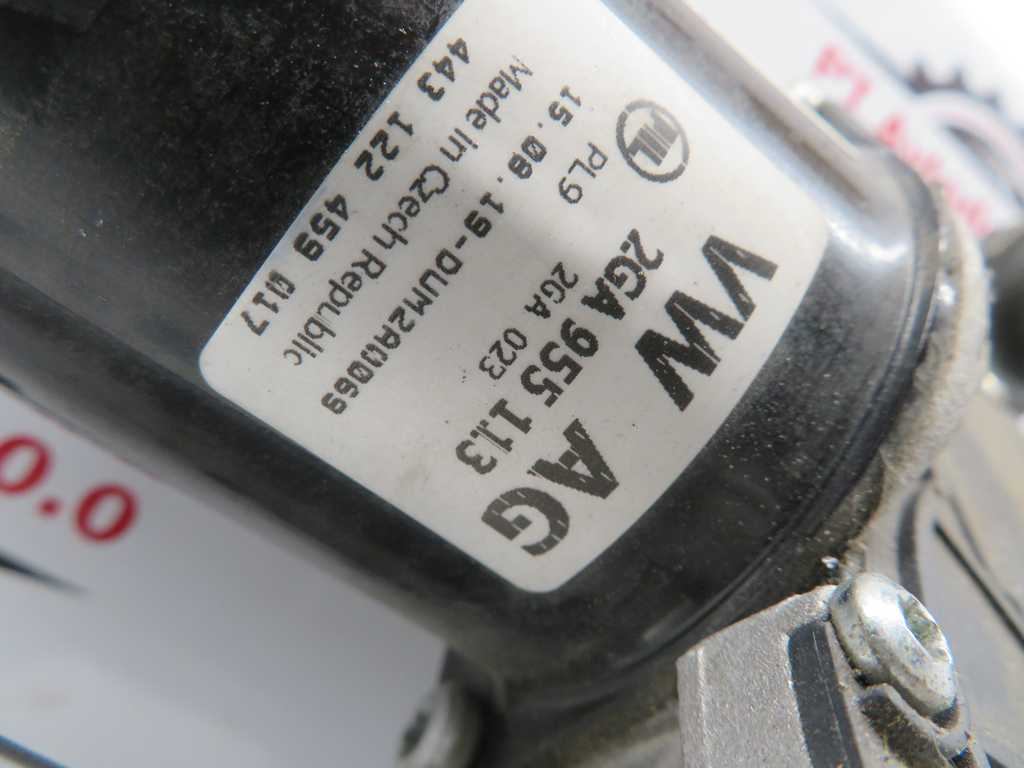 VW AG
2GA 955 113
2GA 023
PAL PL9
15.08.19-DUM2A0069
Made in Czech Republic
443 122 459 017
o.o